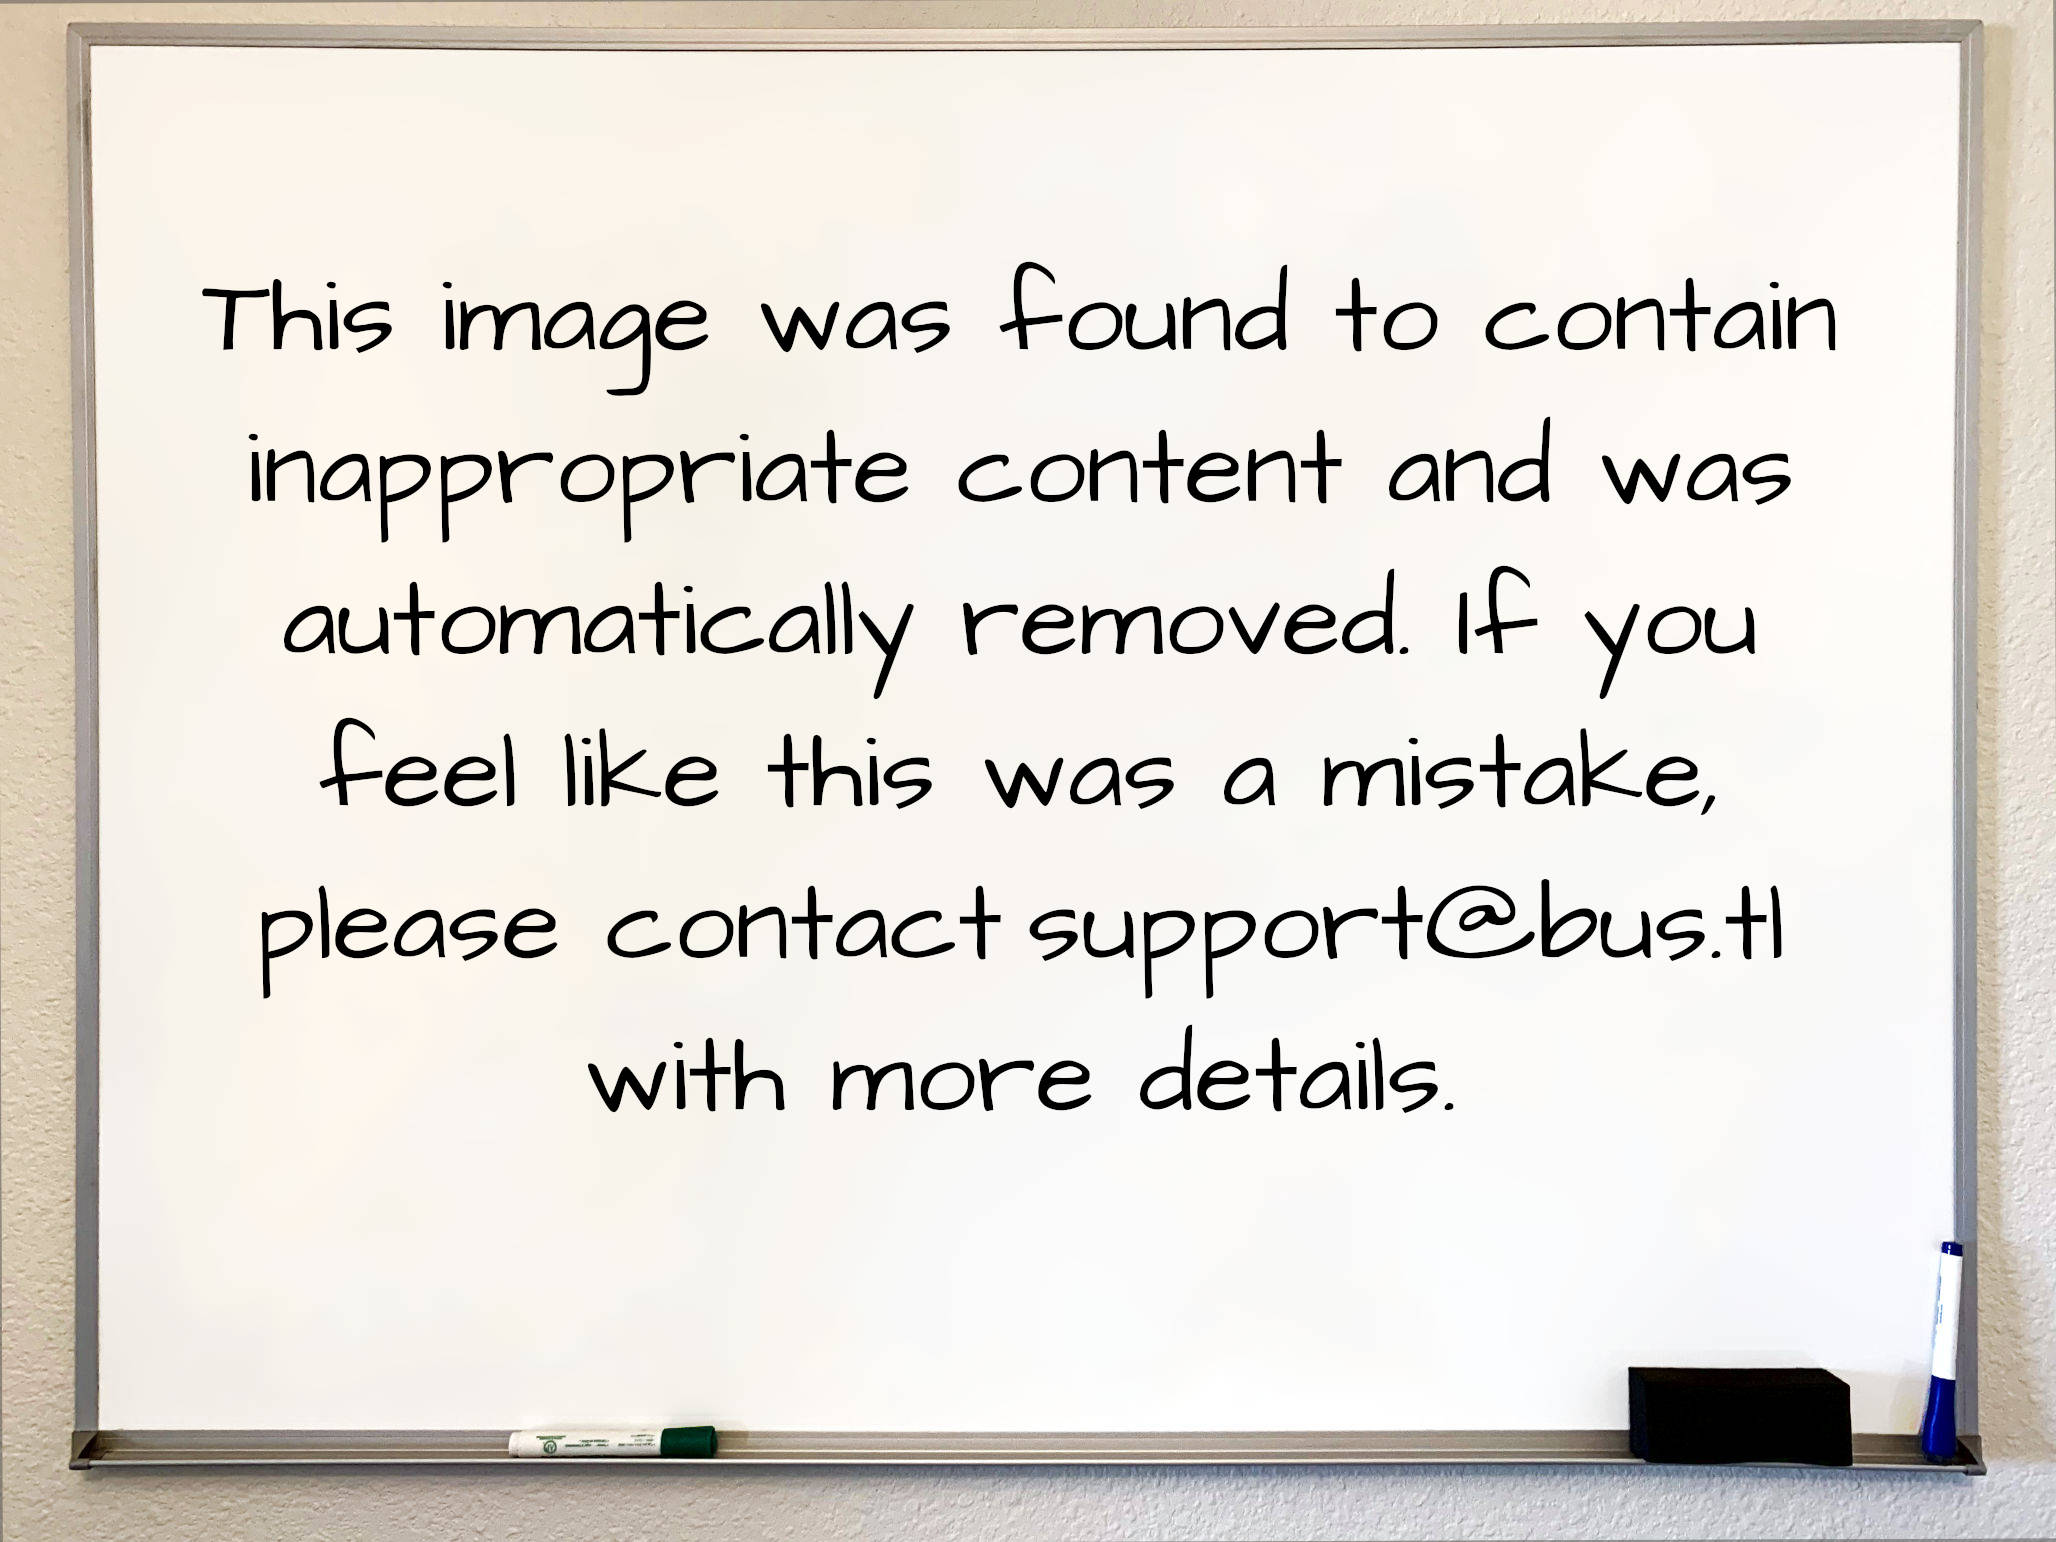 This image was found to contain
inappropriate content and was
automatically removed. If you
feel like this was a mistake,
please contact support@bus.tl
with more details.